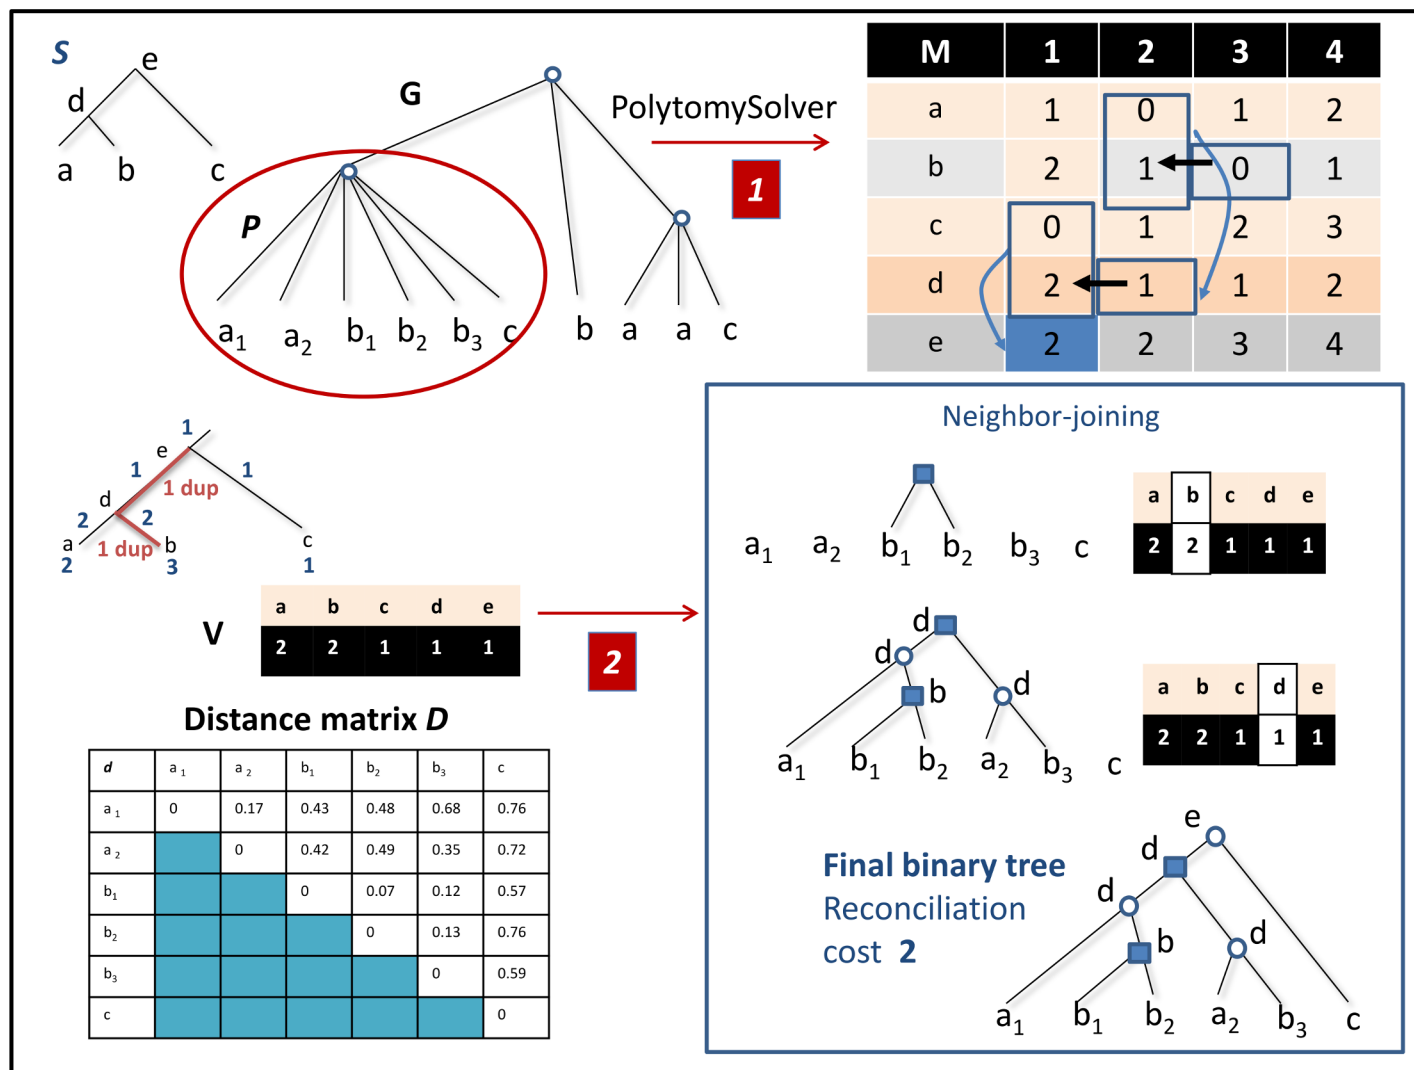 S
e
d
a b c
G
P
a1 a2 b1 b2 b3 c b a a c
PolytomySolver
1
M 1 2 3 4
a 1 0 1 2
b 2 1 0 1
c 0 1 2 3
d 2 1 1 2
e 2 2 3 4
1
e
1 1
1 dup
d
2 2
a 1 dup b c
2 3 1
V
a b c d e
2 2 1 1 1
2
Distance matrix D
d a 1 a 2 b1 b2 b3 c
a 1 0 0.17 0.43 0.48 0.68 0.76
a 2 0 0.42 0.49 0.35 0.72
b1 0 0.07 0.12 0.57
b2 0 0.13 0.76
b3 0 0.59
c 0
Neighbor-joining
a1 a2 b1 b2 b3 c
a b c d e
2 2 1 1 1
d
d
b d
a1 b1 b2 a2 b3 c
a b c d e
2 2 1 1 1
Final binary tree
Reconciliation
cost 2
e
d
d
b d
a1 b1 b2 a2 b3 c